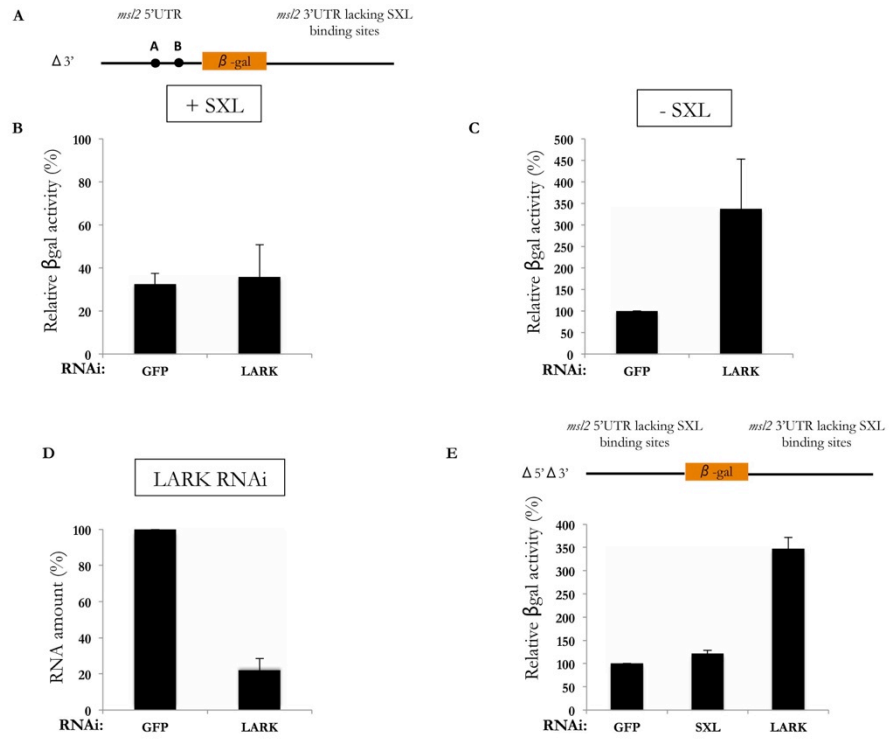 A
msl2 5'UTR
msl2 3'UTR lacking SXL
binding sites
A B
Δ 3'
β -gal
+ SXL
B
Relative βgal activity (%)
100
80
60
40
20
0
RNAi:
GFP LARK
- SXL
C
Relative βgal activity (%)
500
450
400
350
300
250
200
150
100
50
0
RNAi:
GFP LARK
D
LARK RNAi
RNA amount (%)
100
80
60
40
20
0
RNAi:
GFP LARK
E
msl2 5'UTR lacking SXL
binding sites
msl2 3'UTR lacking SXL
binding sites
Δ 5' Δ 3'
β -gal
Relative βgal activity (%)
400
350
300
250
200
150
100
50
0
RNAi:
GFP SXL LARK